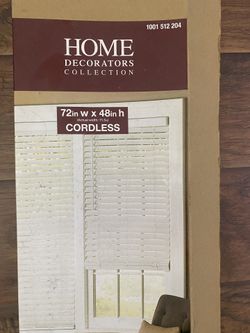 1001 512 204
HOME
DECORATORS
COLLECTION
72in w x 48in h
CORDLESS